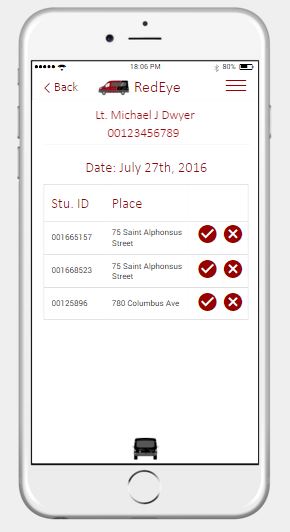 18:06 PM
80%
Back
RedEye
Lt. Michael J Dwyer
00123456789
Date: July 27th, 2016
Stu. ID Place
001665157 75 Saint Alphonsus
Street
001668523 75 Saint Alphonsus
Street
00125896 780 Columbus Ave